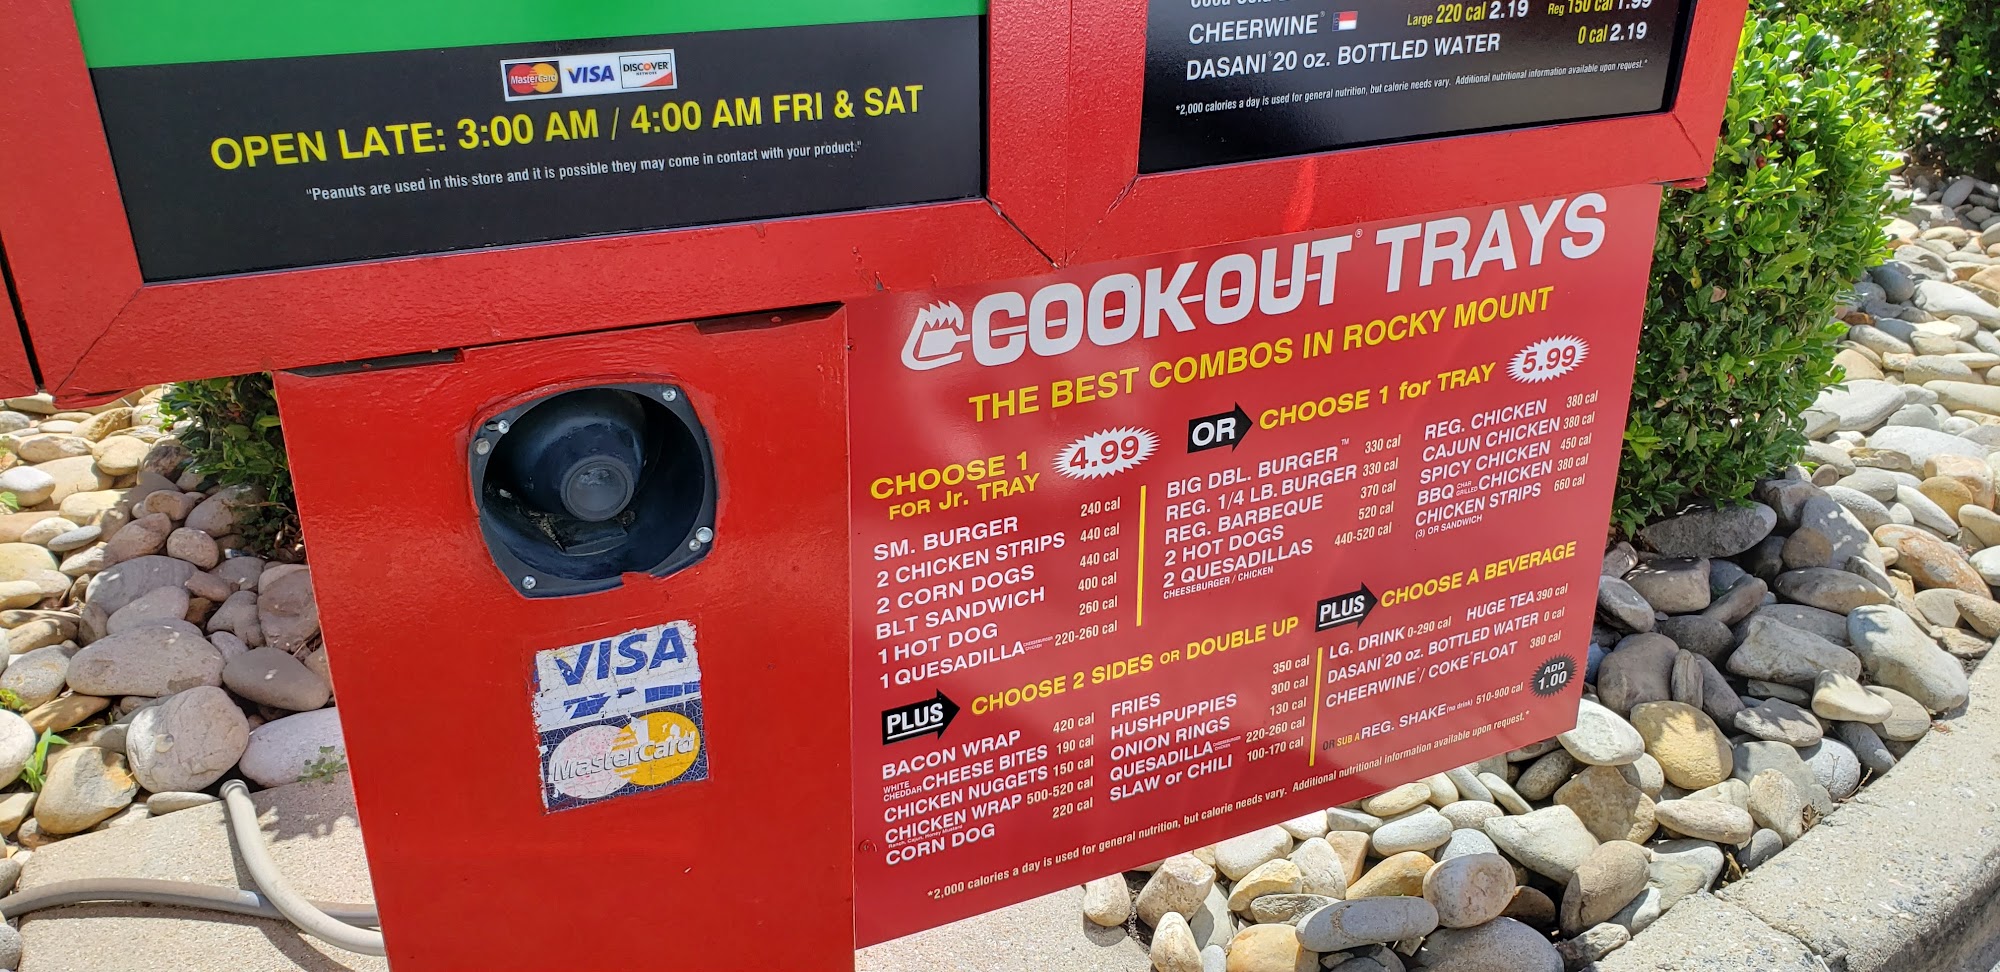 MasterCard VISA DISCOVER NETWORK
OPEN LATE: 3:00 AM / 4:00 AM FRI & SAT
"Peanuts are used in this store and it is possible they may come in contact with your product."
CHEERWINE® Large 220 cal 2.19 Reg 150 cal 1.99
DASANI® 20 oz. BOTTLED WATER 0 cal 2.19
*2,000 calories a day is used for general nutrition, but calorie needs vary. Additional nutritional information available upon request.*
COOK-OUT® TRAYS
THE BEST COMBOS IN ROCKY MOUNT
CHOOSE 1
FOR Jr. TRAY
4.99
SM. BURGER 240 cal
2 CHICKEN STRIPS 440 cal
2 CORN DOGS 440 cal
BLT SANDWICH 400 cal
1 HOT DOG 260 cal
1 QUESADILLA CHEESEBURGER CHICKEN 220-260 cal
OR
CHOOSE 1 for TRAY 5.99
BIG DBL. BURGER™ 330 cal
REG. 1/4 LB. BURGER 330 cal
REG. BARBEQUE 370 cal
2 HOT DOGS 520 cal
2 QUESADILLAS 440-520 cal
CHEESEBURGER / CHICKEN
REG. CHICKEN 380 cal
CAJUN CHICKEN 380 cal
SPICY CHICKEN 450 cal
BBQ CHAR GRILLED CHICKEN 380 cal
CHICKEN STRIPS 660 cal
(3) OR SANDWICH
PLUS
CHOOSE 2 SIDES OR DOUBLE UP
BACON WRAP 420 cal
WHITE CHEDDAR CHEESE BITES 190 cal
CHICKEN NUGGETS 150 cal
CHICKEN WRAP 500-520 cal
Ranch, Cajun, Honey Mustard
CORN DOG 220 cal
FRIES 350 cal
HUSHPUPPIES 300 cal
ONION RINGS 130 cal
QUESADILLA CHEESEBURGER CHICKEN 220-260 cal
SLAW or CHILI 100-170 cal
PLUS
CHOOSE A BEVERAGE
LG. DRINK 0-290 cal HUGE TEA 390 cal
DASANI® 20 oz. BOTTLED WATER 0 cal
CHEERWINE® / COKE® FLOAT 380 cal
OR SUB A REG. SHAKE (no drink) 510-900 cal
ADD
1.00
*2,000 calories a day is used for general nutrition, but calorie needs vary. Additional nutritional information available upon request.*
VISA
MasterCard